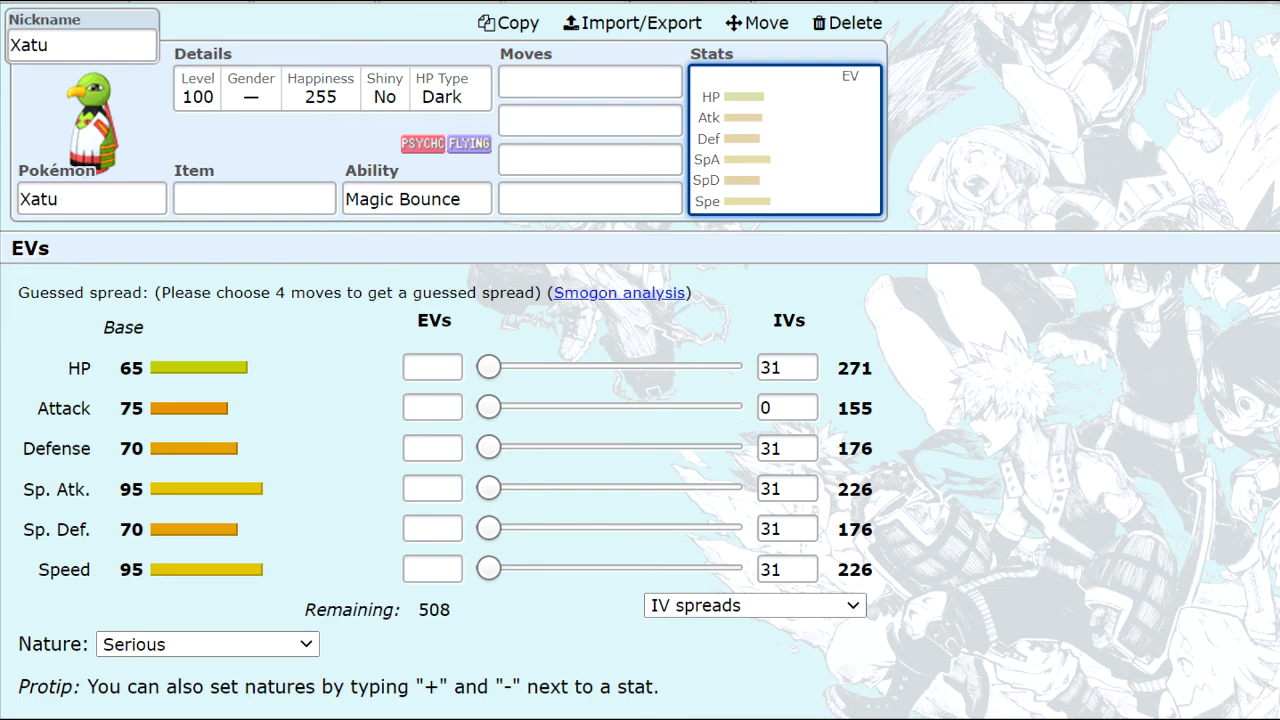 Nickname
Xatu
Copy Import/Export Move Delete
Details
Level Gender Happiness Shiny HP Type
100 — 255 No Dark
PSYCHC FLYING
Pokémon Item Ability
Xatu Magic Bounce
Moves
Stats
EV
HP
Atk
Def
SpA
SpD
Spe
EVs
Guessed spread: (Please choose 4 moves to get a guessed spread) (Smogon analysis)
Base EVs IVs
HP 65 31 271
Attack 75 0 155
Defense 70 31 176
Sp. Atk. 95 31 226
Sp. Def. 70 31 176
Speed 95 31 226
Remaining: 508 IV spreads
Nature: Serious
Protip: You can also set natures by typing "+" and "-" next to a stat.